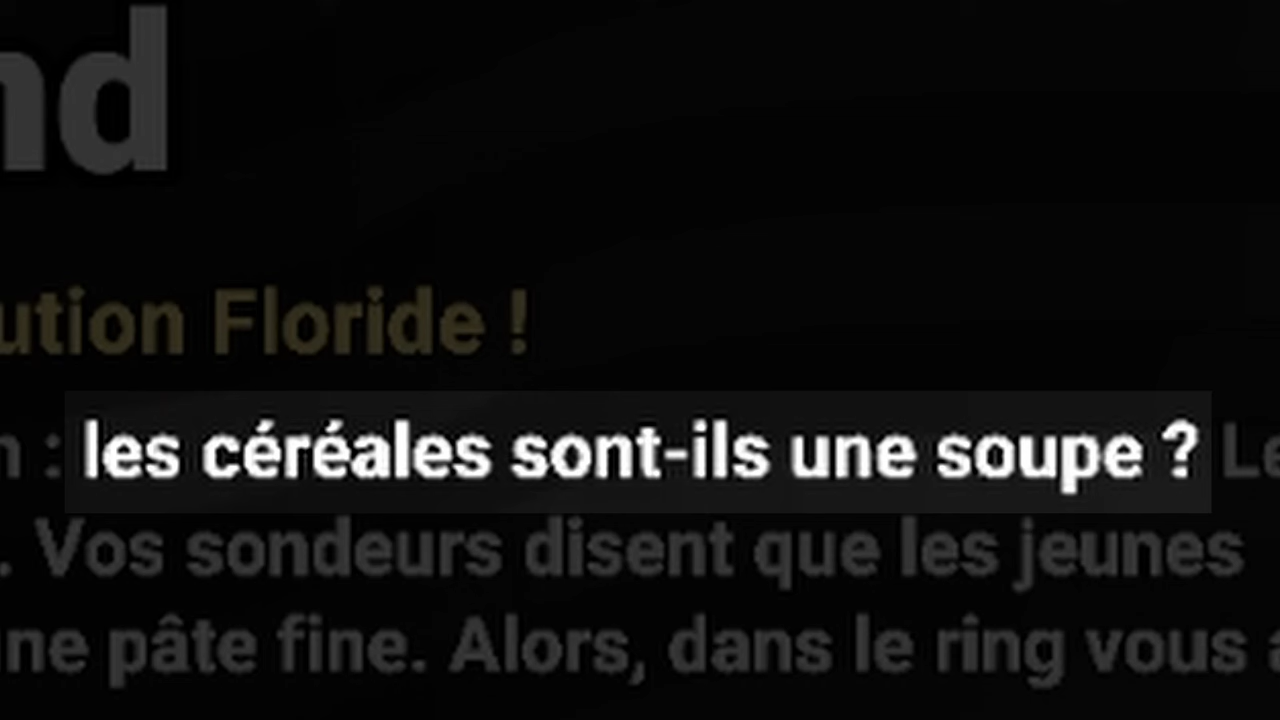 nd
ution Floride !
n : les céréales sont-ils une soupe ? Le
. Vos sondeurs disent que les jeunes
ne pâte fine. Alors, dans le ring vous a